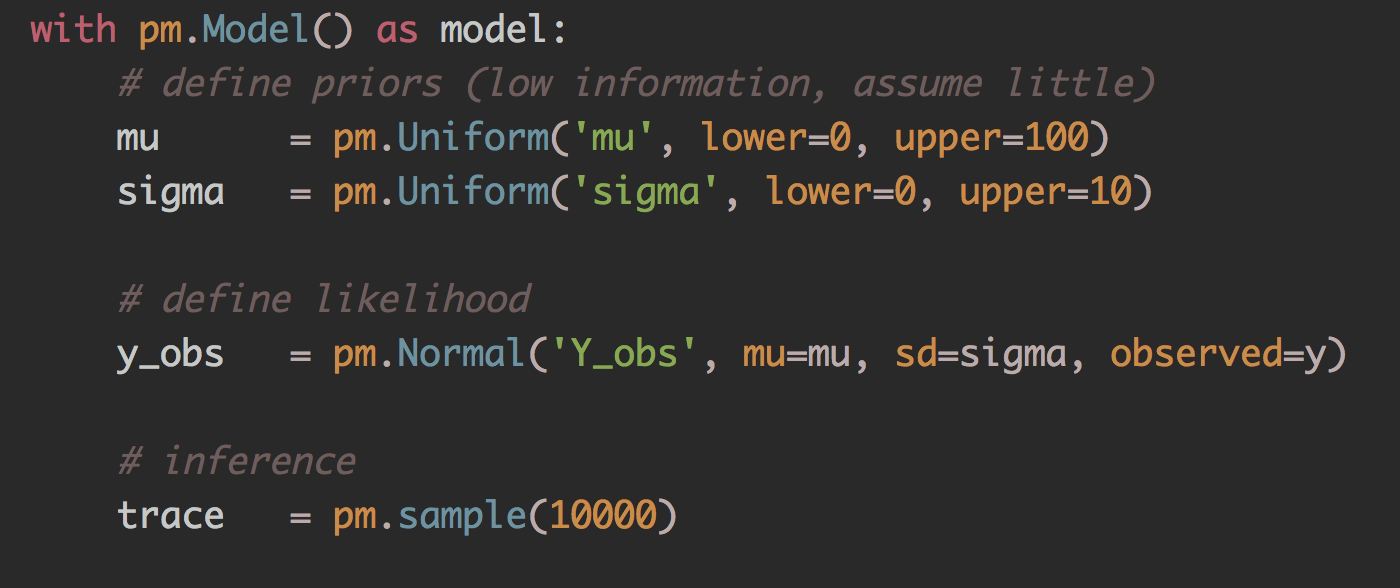 with pm.Model() as model:
    # define priors (low information, assume little)
    mu      = pm.Uniform('mu', lower=0, upper=100)
    sigma   = pm.Uniform('sigma', lower=0, upper=10)
    # define likelihood
    y_obs   = pm.Normal('Y_obs', mu=mu, sd=sigma, observed=y)
    # inference
    trace   = pm.sample(10000)